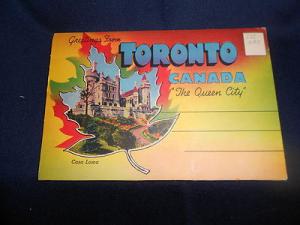 Greetings from
TORONTO
CANADA
"The Queen City"
Casa Loma